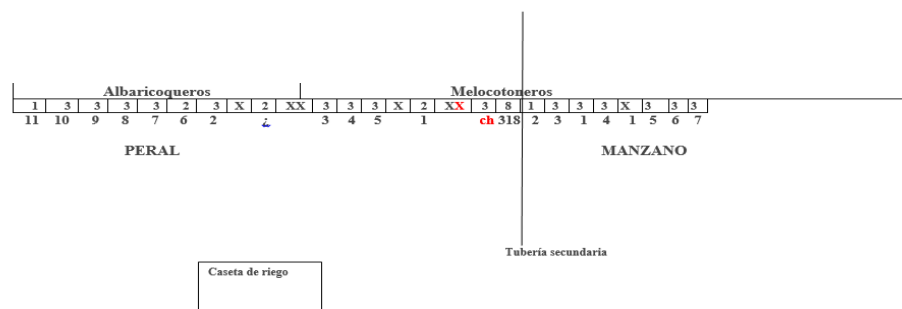 Albaricoqueros Melocotoneros
1 3 3 3 3 2 3 X 2 XX 3 3 3 X 2 XX 3 8 1 3 3 3 X 3 3 3
11 10 9 8 7 6 2 ¿ 3 4 5 1 ch 318 2 3 1 4 1 5 6 7
PERAL MANZANO
Tubería secundaria
Caseta de riego